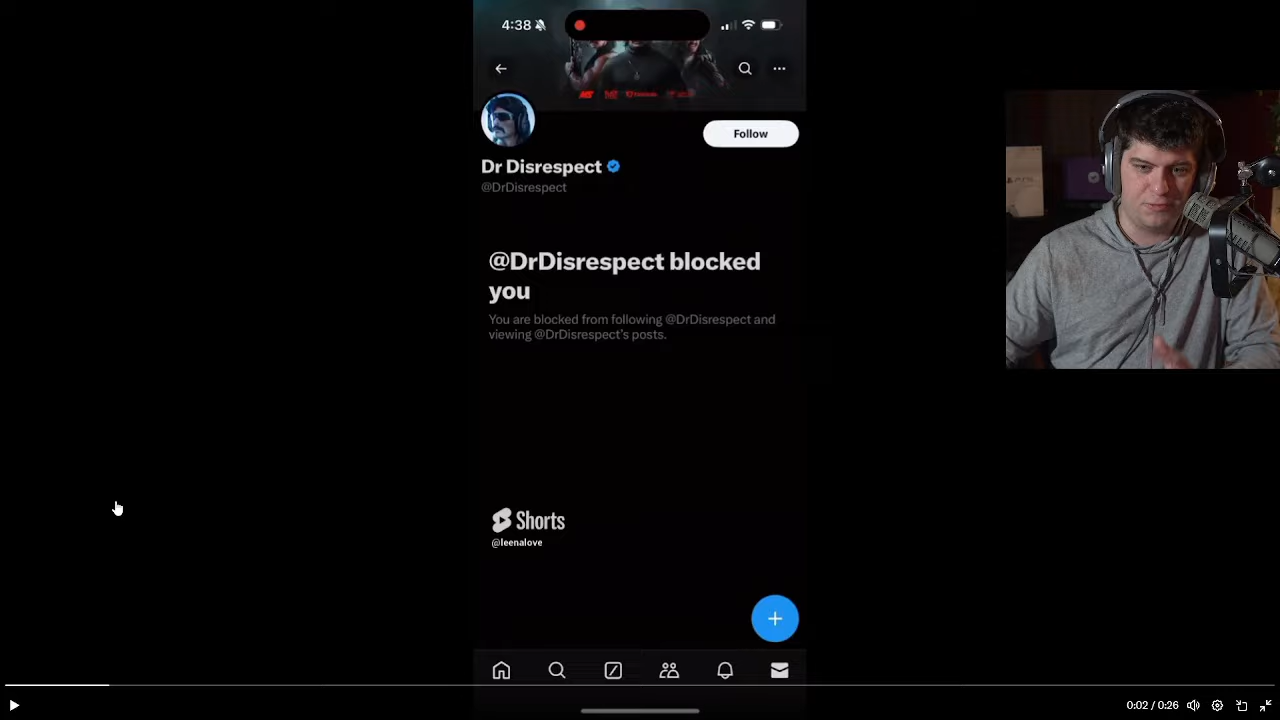 4:38
Follow
Dr Disrespect
@DrDisrespect
@DrDisrespect blocked
you
You are blocked from following @DrDisrespect and
viewing @DrDisrespect's posts.
Shorts
@leenalove
0:02 / 0:26